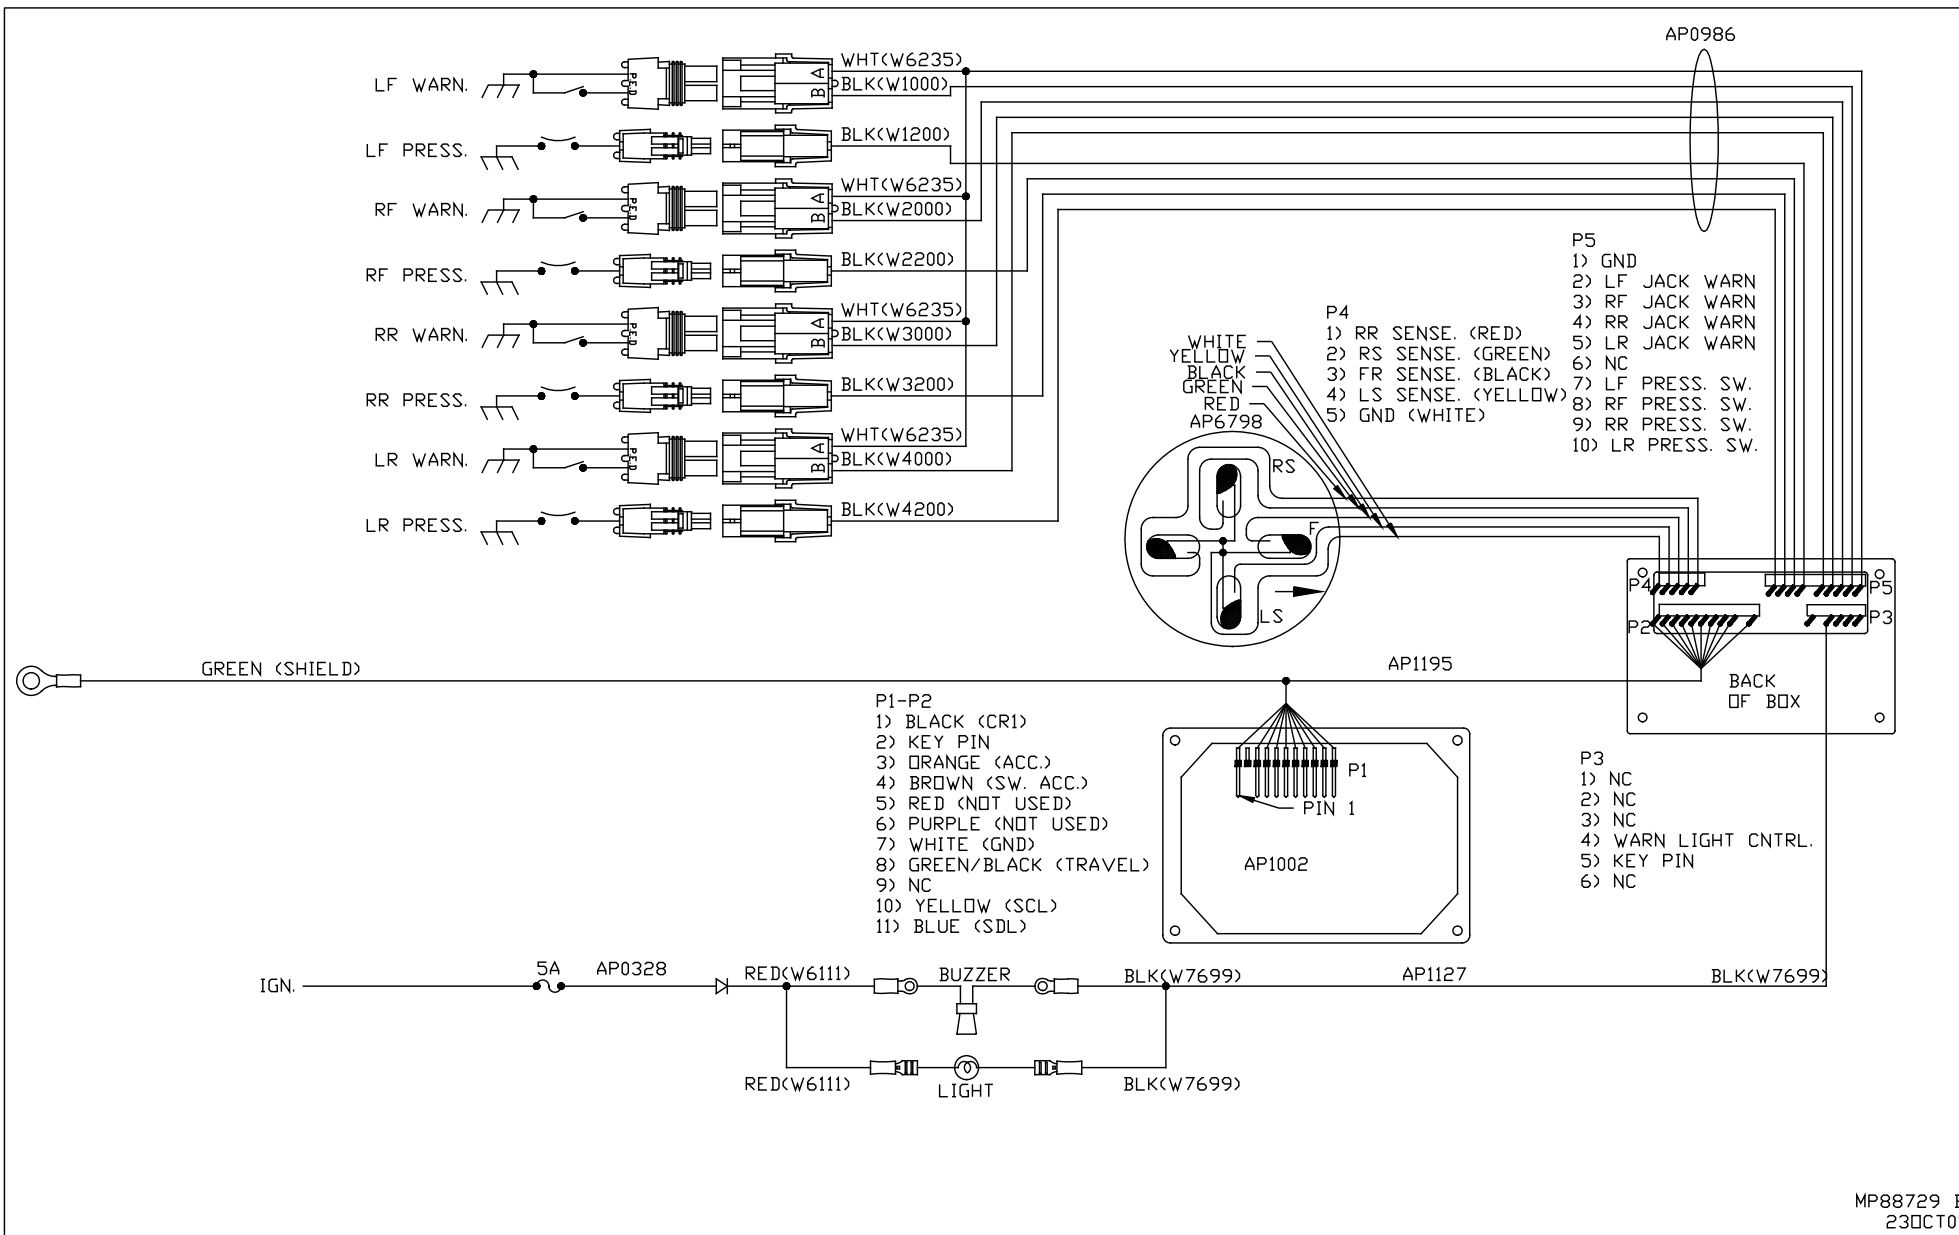 AP0986
LF WARN.
WHT(W6235)
BLK(W1000)
P.E.D
A
B
LF PRESS.
BLK(W1200)
RF WARN.
WHT(W6235)
BLK(W2000)
P.E.D
A
B
RF PRESS.
BLK(W2200)
RR WARN.
WHT(W6235)
BLK(W3000)
P.E.D
A
B
RR PRESS.
BLK(W3200)
LR WARN.
WHT(W6235)
BLK(W4000)
P.E.D
A
B
LR PRESS.
BLK(W4200)
P5
1) GND
2) LF JACK WARN
3) RF JACK WARN
4) RR JACK WARN
5) LR JACK WARN
6) NC
7) LF PRESS. SW.
8) RF PRESS. SW.
9) RR PRESS. SW.
10) LR PRESS. SW.
P4
1) RR SENSE. (RED)
2) RS SENSE. (GREEN)
3) FR SENSE. (BLACK)
4) LS SENSE. (YELLOW)
5) GND (WHITE)
WHITE
YELLOW
BLACK
GREEN
RED
AP6798
RS
F
LS
P4
P5
P2
P3
BACK
OF BOX
GREEN (SHIELD)
AP1195
P1-P2
1) BLACK (CR1)
2) KEY PIN
3) ORANGE (ACC.)
4) BROWN (SW. ACC.)
5) RED (NOT USED)
6) PURPLE (NOT USED)
7) WHITE (GND)
8) GREEN/BLACK (TRAVEL)
9) NC
10) YELLOW (SCL)
11) BLUE (SDL)
P1
PIN 1
AP1002
P3
1) NC
2) NC
3) NC
4) WARN LIGHT CNTRL.
5) KEY PIN
6) NC
IGN.
5A
AP0328
RED(W6111)
BUZZER
BLK(W7699)
AP1127
BLK(W7699)
RED(W6111)
LIGHT
BLK(W7699)
MP88729
23OCT0